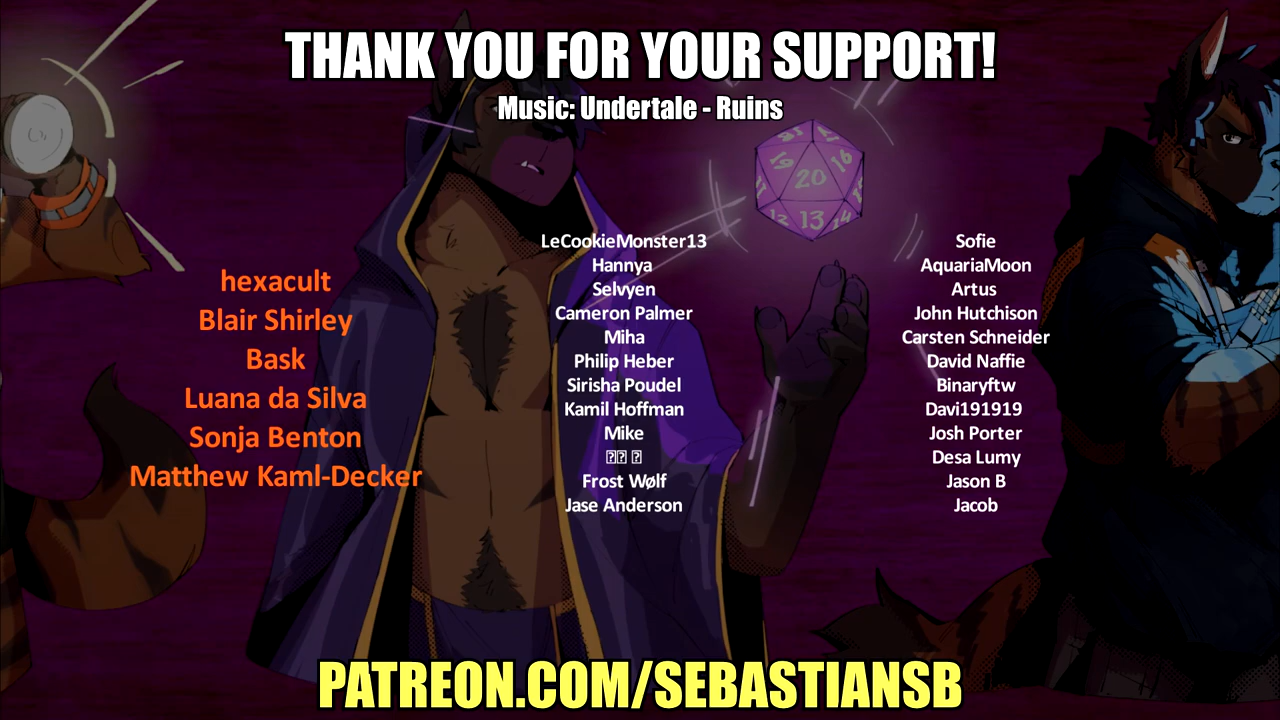 THANK YOU FOR YOUR SUPPORT!
Music: Undertale - Ruins
hexacult
Blair Shirley
Bask
Luana da Silva
Sonja Benton
Matthew Kaml-Decker
LeCookieMonster13
Hannya
Selvyen
Cameron Palmer
Miha
Philip Heber
Sirisha Poudel
Kamil Hoffman
Mike
Frost Wølf
Jase Anderson
Sofie
AquariaMoon
Artus
John Hutchison
Carsten Schneider
David Naffie
Binaryftw
Davi191919
Josh Porter
Desa Lumy
Jason B
Jacob
16
20
13
PATREON.COM/SEBASTIANSB